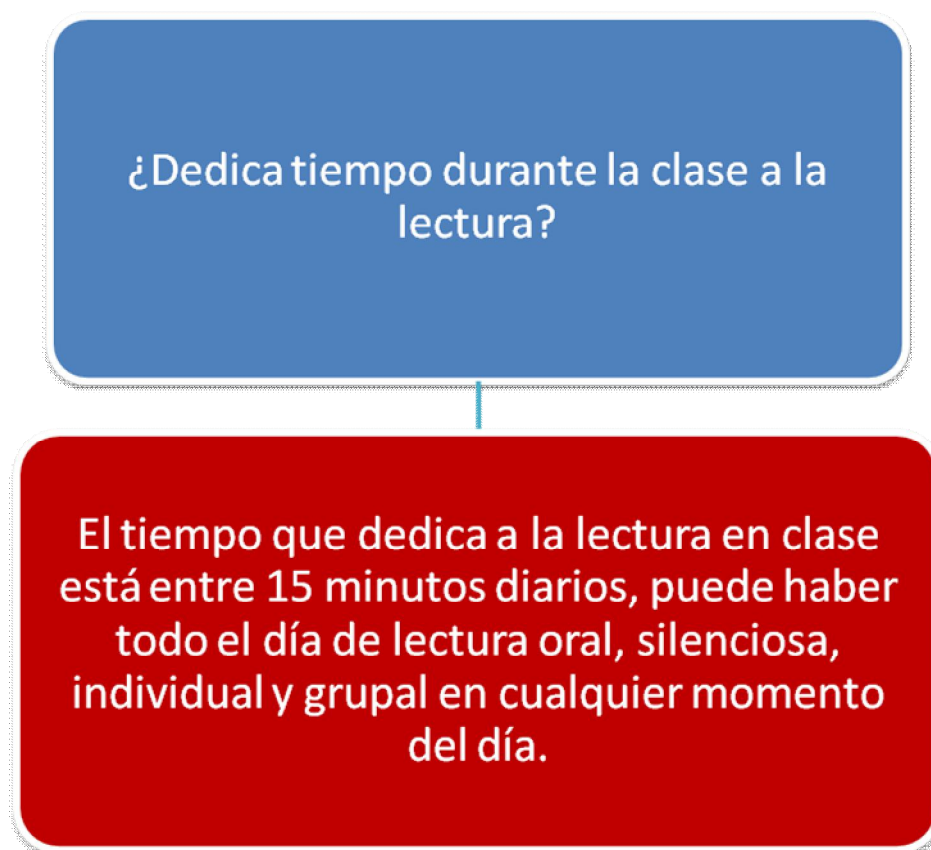 ¿Dedica tiempo durante la clase a la
lectura?
El tiempo que dedica a la lectura en clase
está entre 15 minutos diarios, puede haber
todo el día de lectura oral, silenciosa,
individual y grupal en cualquier momento
del día.